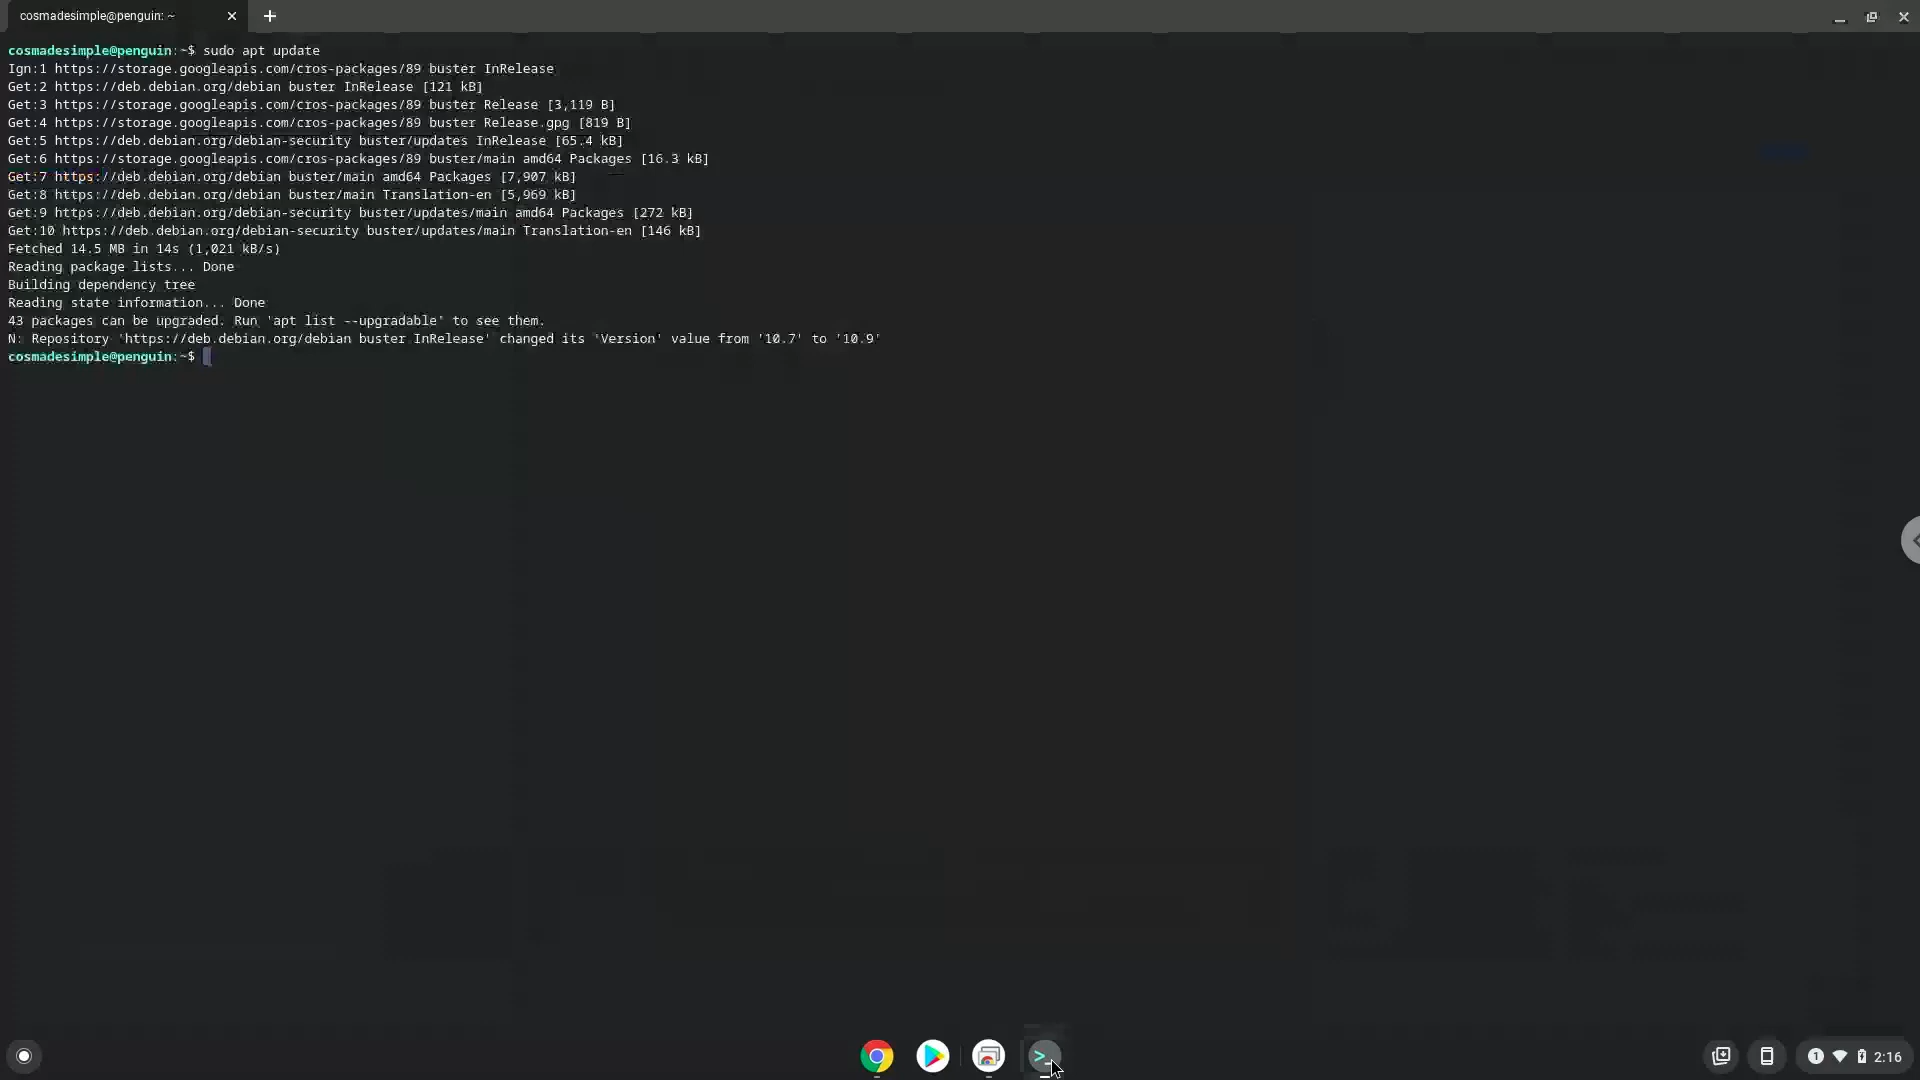 cosmadesimple@penguin: ~
cosmadesimple@penguin:~$ sudo apt update
Ign:1 https://storage.googleapis.com/cros-packages/89 buster InRelease
Get:2 https://deb.debian.org/debian buster InRelease [121 kB]
Get:3 https://storage.googleapis.com/cros-packages/89 buster Release [3,119 B]
Get:4 https://storage.googleapis.com/cros-packages/89 buster Release.gpg [819 B]
Get:5 https://deb.debian.org/debian-security buster/updates InRelease [65.4 kB]
Get:6 https://storage.googleapis.com/cros-packages/89 buster/main amd64 Packages [16.3 kB]
Get:7 https://deb.debian.org/debian buster/main amd64 Packages [7,907 kB]
Get:8 https://deb.debian.org/debian buster/main Translation-en [5,969 kB]
Get:9 https://deb.debian.org/debian-security buster/updates/main amd64 Packages [272 kB]
Get:10 https://deb.debian.org/debian-security buster/updates/main Translation-en [146 kB]
Fetched 14.5 MB in 14s (1,021 kB/s)
Reading package lists... Done
Building dependency tree
Reading state information... Done
43 packages can be upgraded. Run 'apt list --upgradable' to see them.
N: Repository 'https://deb.debian.org/debian buster InRelease' changed its 'Version' value from '10.7' to '10.9'
cosmadesimple@penguin:~$
1 2:16